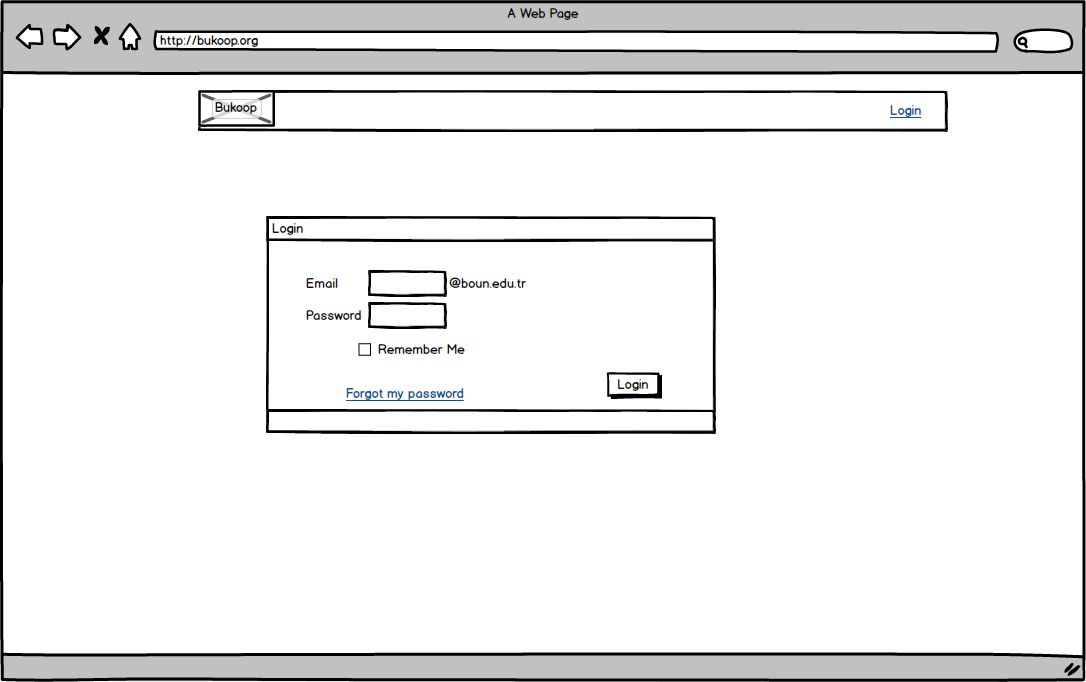 A Web Page
http://bukoop.org
Bukoop
Login
Login
Email @boun.edu.tr
Password
Remember Me
Forgot my password
Login